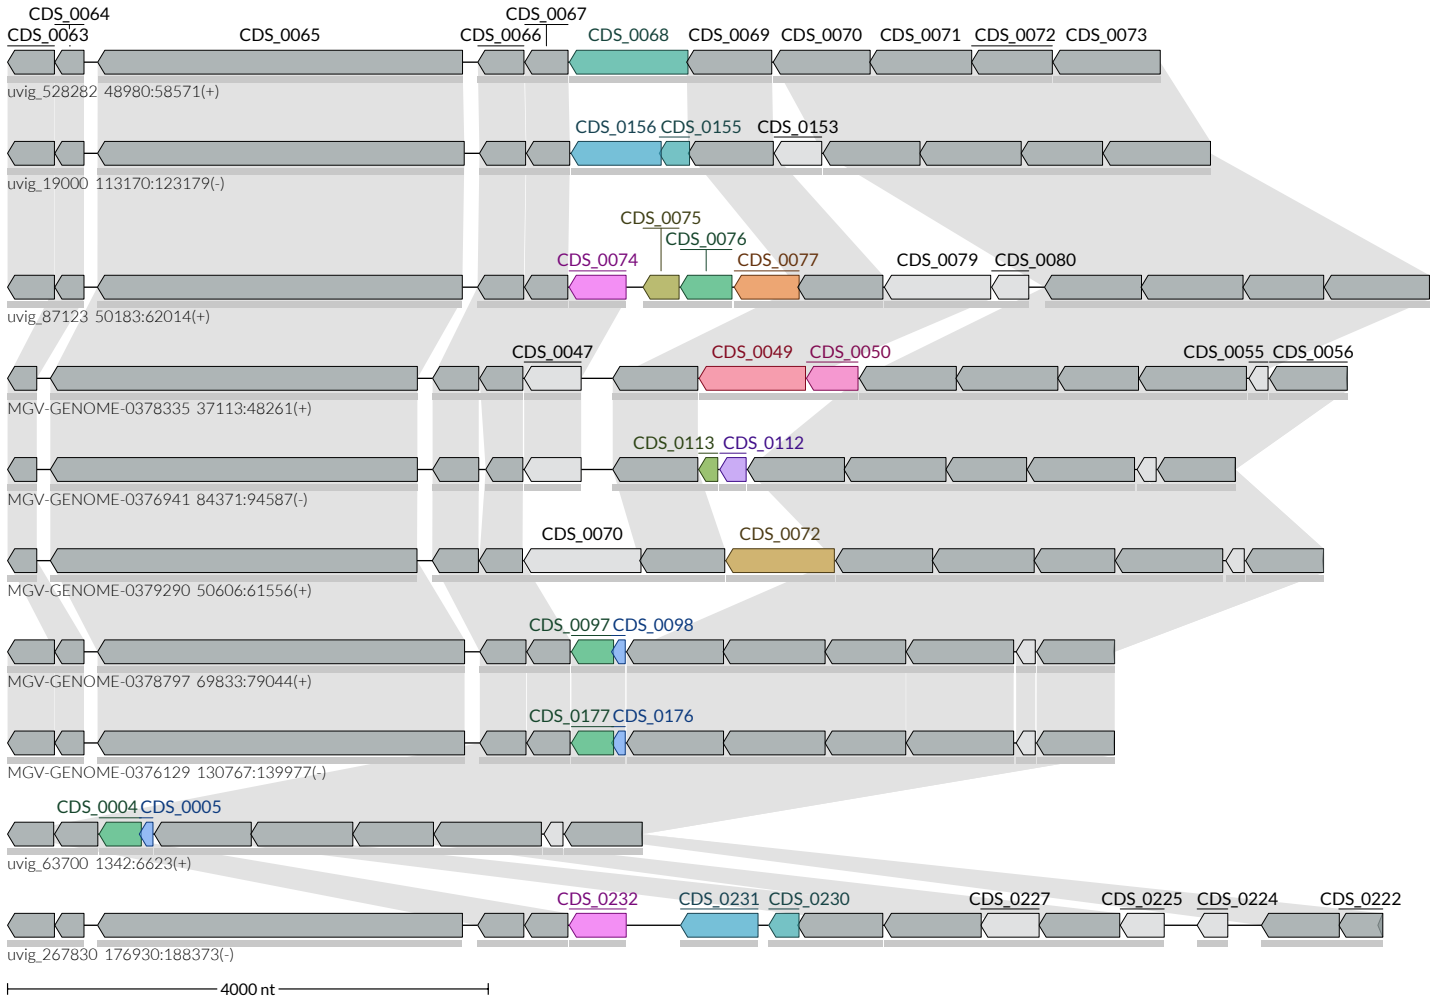 CDS_0064 CDS_0067
CDS_0063 CDS_0065 CDS_0066 CDS_0068 CDS_0069 CDS_0070 CDS_0071 CDS_0072 CDS_0073
uvig_528282 48980:58571(+)
CDS_0156 CDS_0155 CDS_0153
uvig_19000 113170:123179(-)
CDS_0075
CDS_0076
CDS_0074 CDS_0077 CDS_0079 CDS_0080
uvig_87123 50183:62014(+)
CDS_0047 CDS_0049 CDS_0050 CDS_0055 CDS_0056
MGV-GENOME-0378335 37113:48261(+)
CDS_0113 CDS_0112
MGV-GENOME-0376941 84371:94587(-)
CDS_0070 CDS_0072
MGV-GENOME-0379290 50606:61556(+)
CDS_0097 CDS_0098
MGV-GENOME-0378797 69833:79044(+)
CDS_0177 CDS_0176
MGV-GENOME-0376129 130767:139977(-)
CDS_0004 CDS_0005
uvig_63700 1342:6623(+)
CDS_0232 CDS_0231 CDS_0230 CDS_0227 CDS_0225 CDS_0224 CDS_0222
uvig_267830 176930:188373(-)
4000 nt